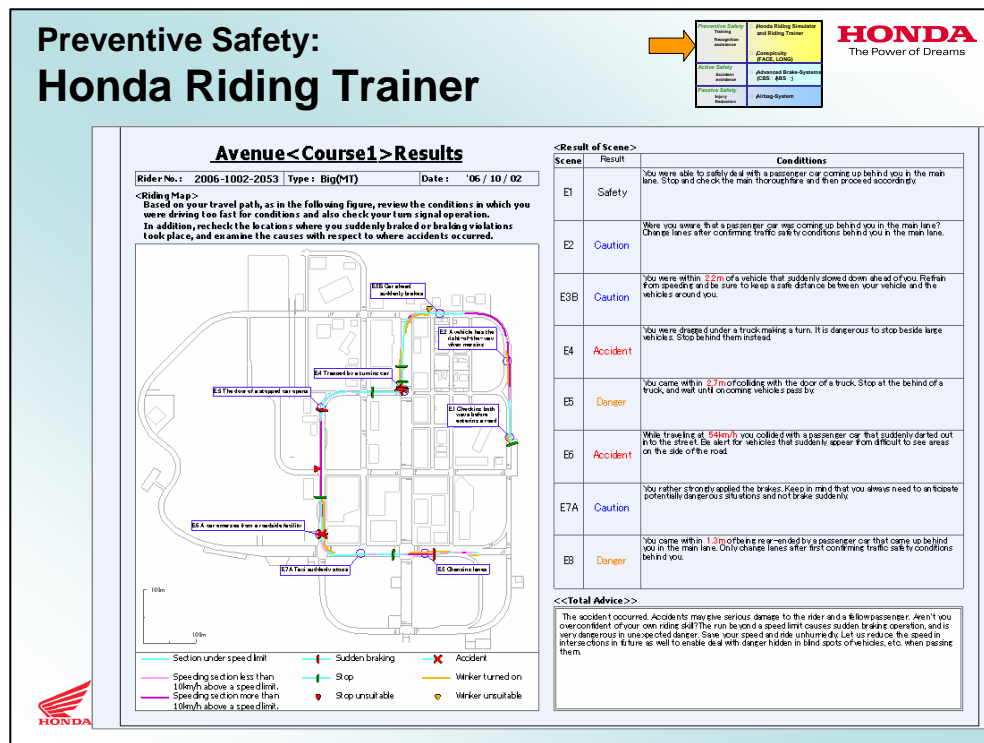 Preventive Safety:
Honda Riding Trainer
Preventive Safety
Training
Recognition
assistance
Honda Riding Simulator
and Riding Trainer
Conspicuity
(FACE, LONG)
Active Safety
Accident
avoidance
Advanced Brake-Systems
(CBS ABS )
Passive Safety
Injury
Reduction
Airbag-System
HONDA
The Power of Dreams
Avenue<Course1>Results
Rider No.: 2006-1002-2053 Type : Big(MT) Date : '06 / 10 / 02
<Riding Map>
Based on your travel path, as in the following figure, review the conditions in which you
were driving too fast for conditions and also check your turn signal operation.
In addition, recheck the locations where you suddenly braked or braking violations
took place, and examine the causes with respect to where accidents occurred.
E3B Car ahead
suddenly brakes
E2 A vehicle has the
right-of-the-way
when merging
E4 Trapped by a turning car
E5 The door of a stopped car opens
E1 Checking both
ways before
entering a road
E6 A car emerges from a roadside facility
E7A Taxi suddenly stops
E8 Changing lanes
100m
100m
Section under speed limit
Speeding section less than
10km/h above a speed limit.
Speeding section more than
10km/h above a speed limit.
Sudden braking
Stop
Stop unsuitable
Accident
Winker turned on
Winker unsuitable
<Result of Scene>
Scene Result Conditions
E1 Safety You were able to safely deal with a passenger car coming up behind you in the main
lane. Stop and check the main thoroughfare and then proceed accordingly.
E2 Caution Were you aware that a passenger car was coming up behind you in the main lane?
Change lanes after confirming traffic safety conditions behind you in the main lane.
E3B Caution You were within 2.2m of a vehicle that suddenly slowed down ahead of you. Refrain
from speeding and be sure to keep a safe distance between your vehicle and the
vehicles around you.
E4 Accident You were dragged under a truck making a turn. It is dangerous to stop beside large
vehicles. Stop behind them instead.
E5 Danger You came within 2.7m of colliding with the door of a truck. Stop at the behind of a
truck, and wait until oncoming vehicles pass by.
E6 Accident While traveling at 54km/h you collided with a passenger car that suddenly darted out
into the street. Be alert for vehicles that suddenly appear from difficult to see areas
on the side of the road.
E7A Caution You rather strongly applied the brakes. Keep in mind that you always need to anticipate
potentially dangerous situations and not brake suddenly.
E8 Danger You came within 1.3m of being rear-ended by a passenger car that came up behind
you in the main lane. Only change lanes after first confirming traffic safety conditions
behind you.
<<Total Advice>>
The accident occurred. Accidents may give serious damage to the rider and a fellow passenger. Aren't you
overconfident of your own riding skill?The run beyond a speed limit causes sudden braking operation, and is
very dangerous in unexpected danger. Save your speed and ride unhurriedly. Let us reduce the speed in
intersections in future as well to enable deal with danger hidden in blind spots of vehicles, etc. when passing
them.
HONDA